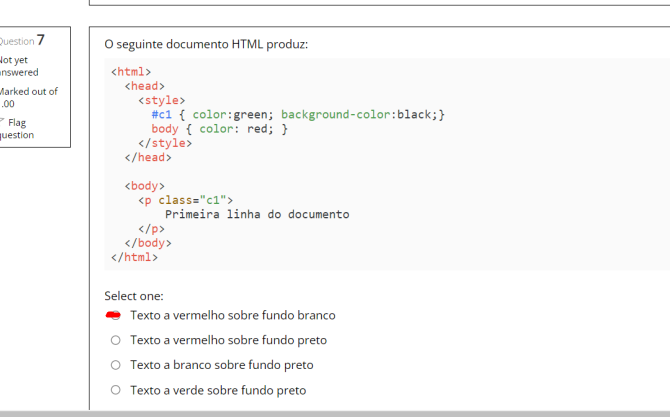 Question 7
Not yet
answered
Marked out of
.00
Flag
question
O seguinte documento HTML produz:
<html>
<head>
<style>
#c1 { color:green; background-color:black;}
body { color: red; }
</style>
</head>
<body>
<p class="c1">
Primeira linha do documento
</p>
</body>
</html>
Select one:
Texto a vermelho sobre fundo branco
Texto a vermelho sobre fundo preto
Texto a branco sobre fundo preto
Texto a verde sobre fundo preto